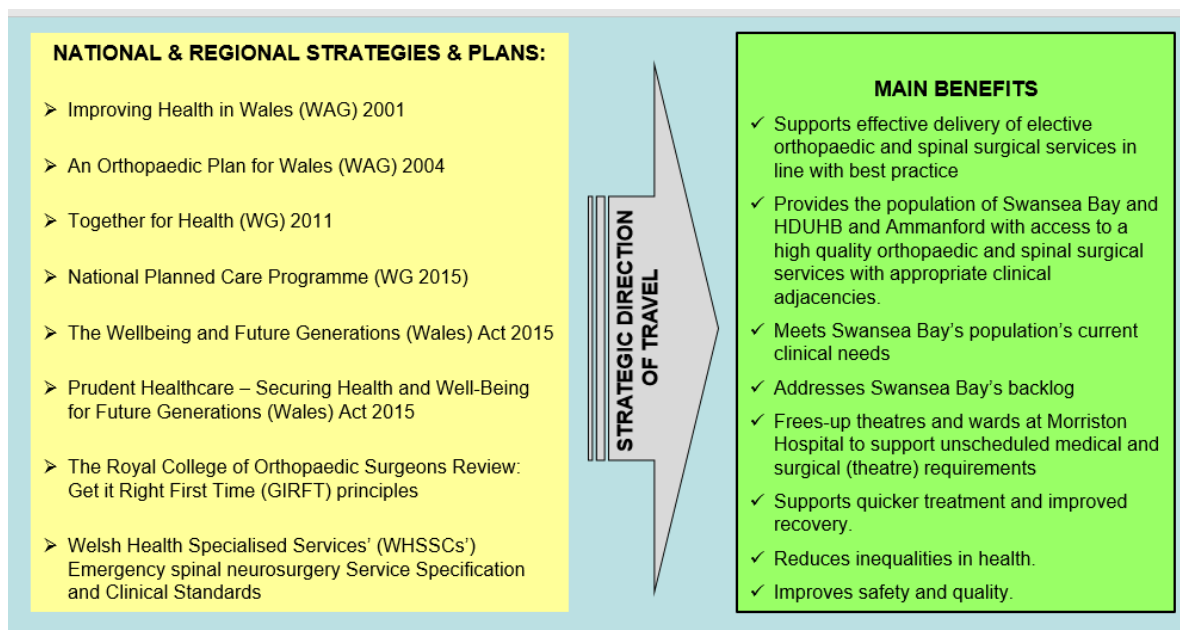 NATIONAL & REGIONAL STRATEGIES & PLANS:
➢ Improving Health in Wales (WAG) 2001
➢ An Orthopaedic Plan for Wales (WAG) 2004
➢ Together for Health (WG) 2011
➢ National Planned Care Programme (WG 2015)
➢ The Wellbeing and Future Generations (Wales) Act 2015
➢ Prudent Healthcare – Securing Health and Well-Being
for Future Generations (Wales) Act 2015
➢ The Royal College of Orthopaedic Surgeons Review:
Get it Right First Time (GIRFT) principles
➢ Welsh Health Specialised Services’ (WHSSCs’)
Emergency spinal neurosurgery Service Specification
and Clinical Standards
STRATEGIC DIRECTION
OF TRAVEL
MAIN BENEFITS
✓ Supports effective delivery of elective
orthopaedic and spinal surgical services in
line with best practice
✓ Provides the population of Swansea Bay and
HDUHB and Ammanford with access to a
high quality orthopaedic and spinal surgical
services with appropriate clinical
adjacencies.
✓ Meets Swansea Bay’s population’s current
clinical needs
✓ Addresses Swansea Bay’s backlog
✓ Frees-up theatres and wards at Morriston
Hospital to support unscheduled medical and
surgical (theatre) requirements
✓ Supports quicker treatment and improved
recovery.
✓ Reduces inequalities in health.
✓ Improves safety and quality.